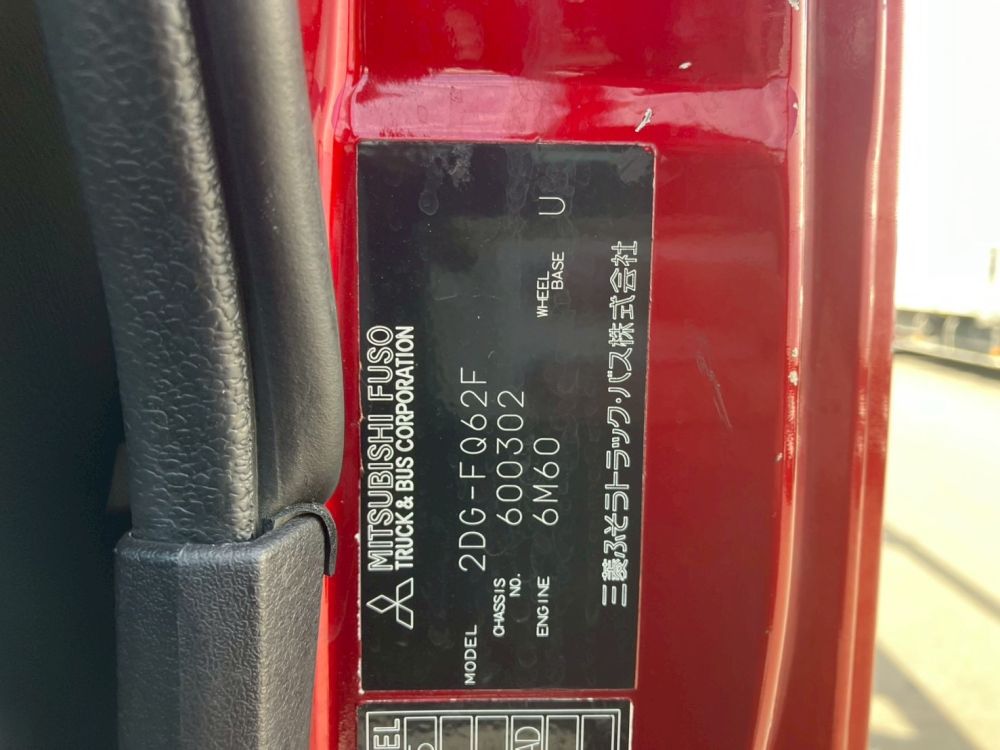 MITSUBISHI FUSO
TRUCK & BUS CORPORATION
MODEL 2DG-FQ62F
CHASSIS NO. 600302
ENGINE 6M60 WHEEL BASE U
三菱ふそうトラック・バス株式会社